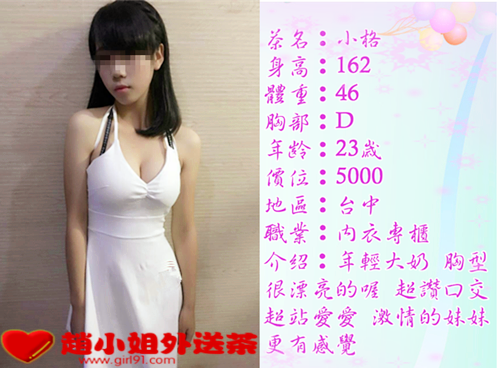 茶名：小格
身高：162
體重：46
胸部：D
年齡：23歲
價位：5000
地區：台中
職業：內衣專櫃
介紹：年輕大奶 胸型
很漂亮的喔 超讚口交
超站愛愛 激情的妹妹
更有感覺
趙小姐外送茶
www.girl91.com